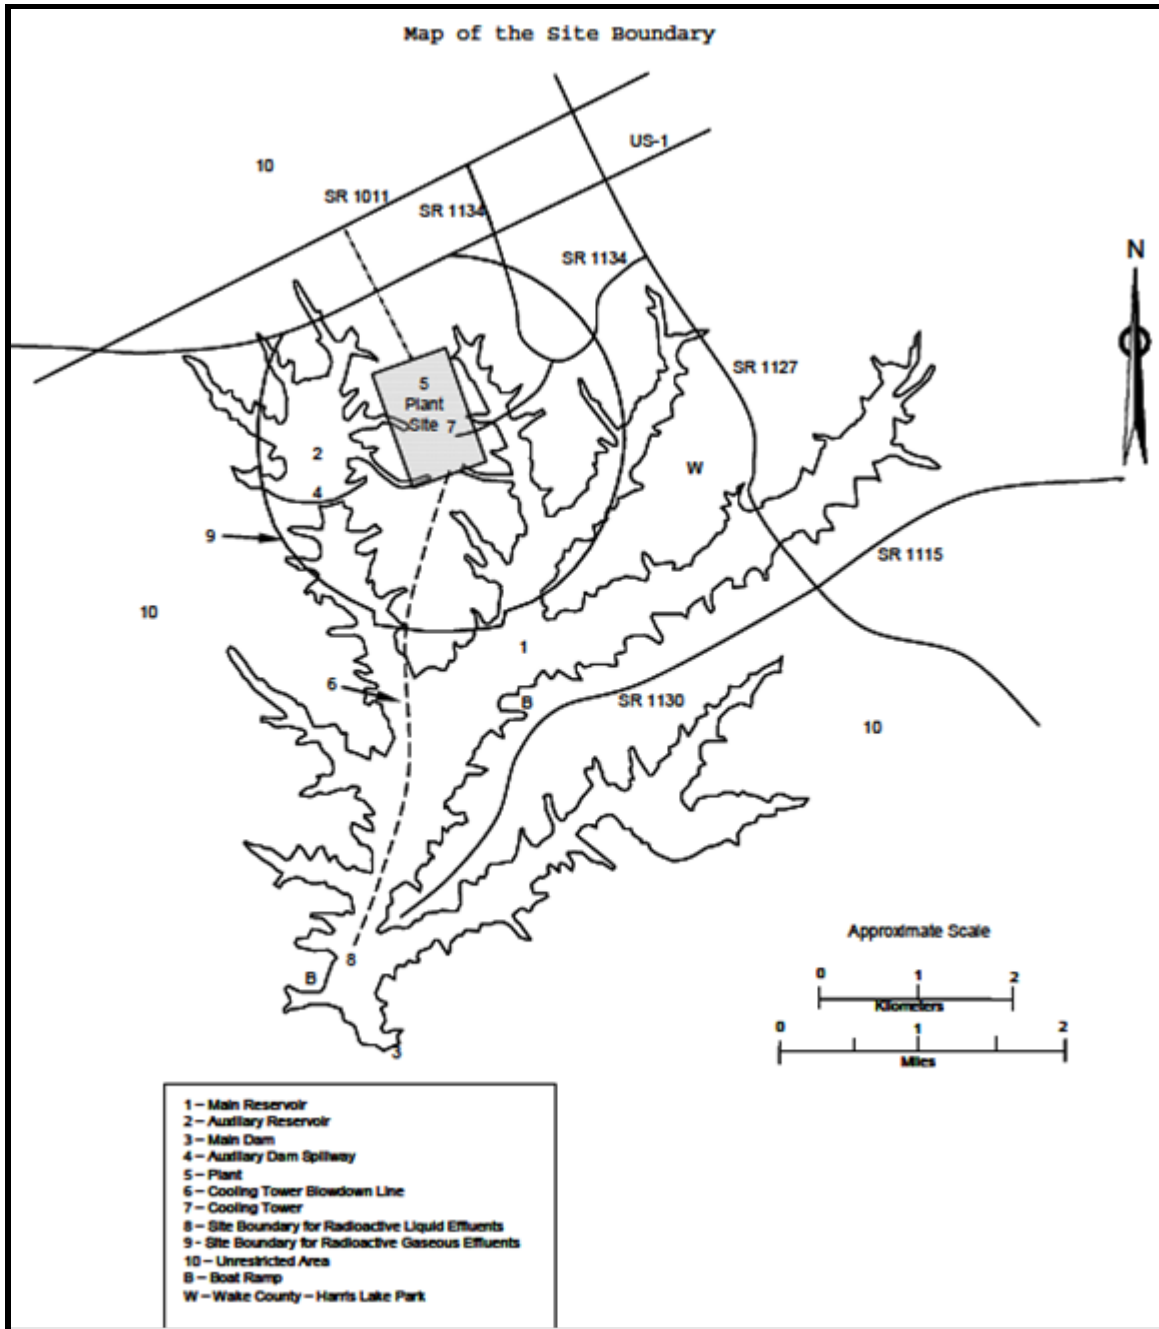 Map of the Site Boundary
US-1
10
SR 1011
SR 1134
SR 1134
N
SR 1127
5
Plant
Site
7
2
W
4
9
SR 1115
10
1
6
B
SR 1130
10
Approximate Scale
8
B
0 1 2
Kilometers
0 1 2
Miles
3
1 – Main Reservoir
2 – Auxiliary Reservoir
3 – Main Dam
4 – Auxiliary Dam Spillway
5 – Plant
6 – Cooling Tower Blowdown Line
7 – Cooling Tower
8 – Site Boundary for Radioactive Liquid Effluents
9 - Site Boundary for Radioactive Gaseous Effluents
10 – Unrestricted Area
B – Boat Ramp
W – Wake County – Harris Lake Park